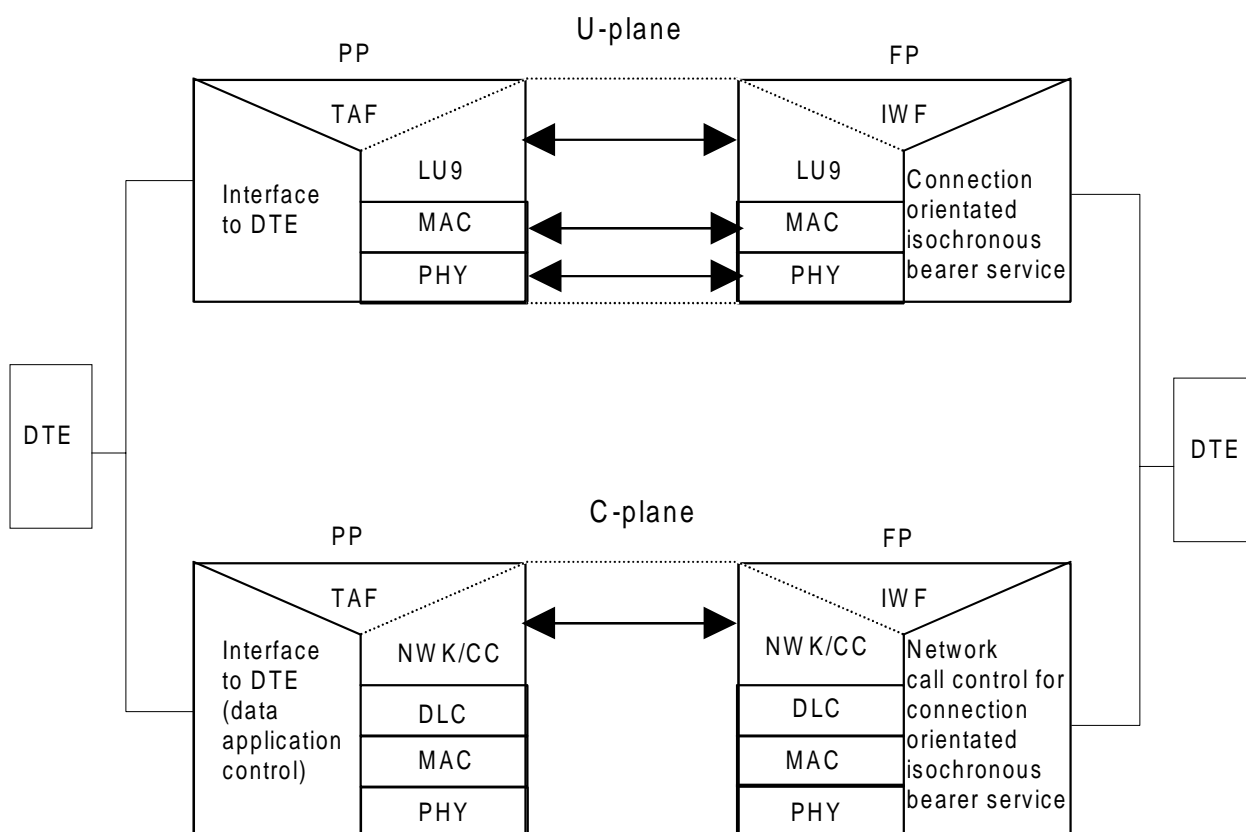 U-plane
PP
FP
TAF
IWF
LU9
LU9
Interface
to DTE
Connection
orientated
isochronous
bearer service
MAC
MAC
PHY
PHY
DTE
DTE
C-plane
PP
FP
TAF
IWF
NWK/CC
NWK/CC
Interface
to DTE
(data
application
control)
Network
call control for
connection
orientated
isochronous
bearer service
DLC
DLC
MAC
MAC
PHY
PHY